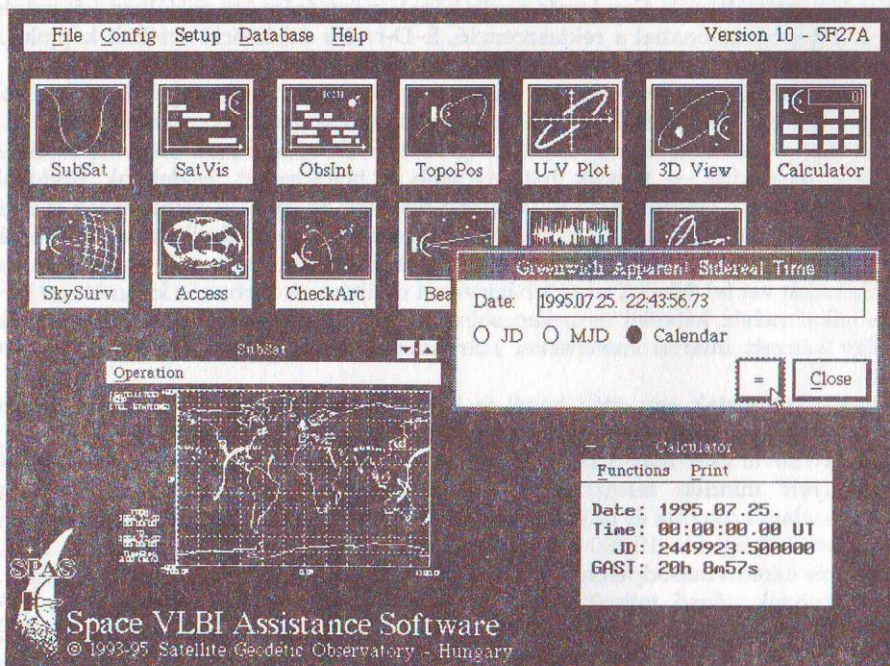 File Config Setup Database Help Version 10 - 5F27A
SubSat SatVis ObsInt TopoPos U-V Plot 3D View Calculator
SkySurv Access CheckArc Bea
Greenwich Apparent Sidereal Time
Date: 1995.07.25. 22:43:56.73
JD MJD Calendar
= Close
SubSat
Operation
Calculator
Functions Print
Date: 1995.07.25.
Time: 00:00:00.00 UT
JD: 2449923.500000
GAST: 20h 8m57s
SPAS
Space VLBI Assistance Software
© 1993-95 Satellite Geodetic Observatory - Hungary